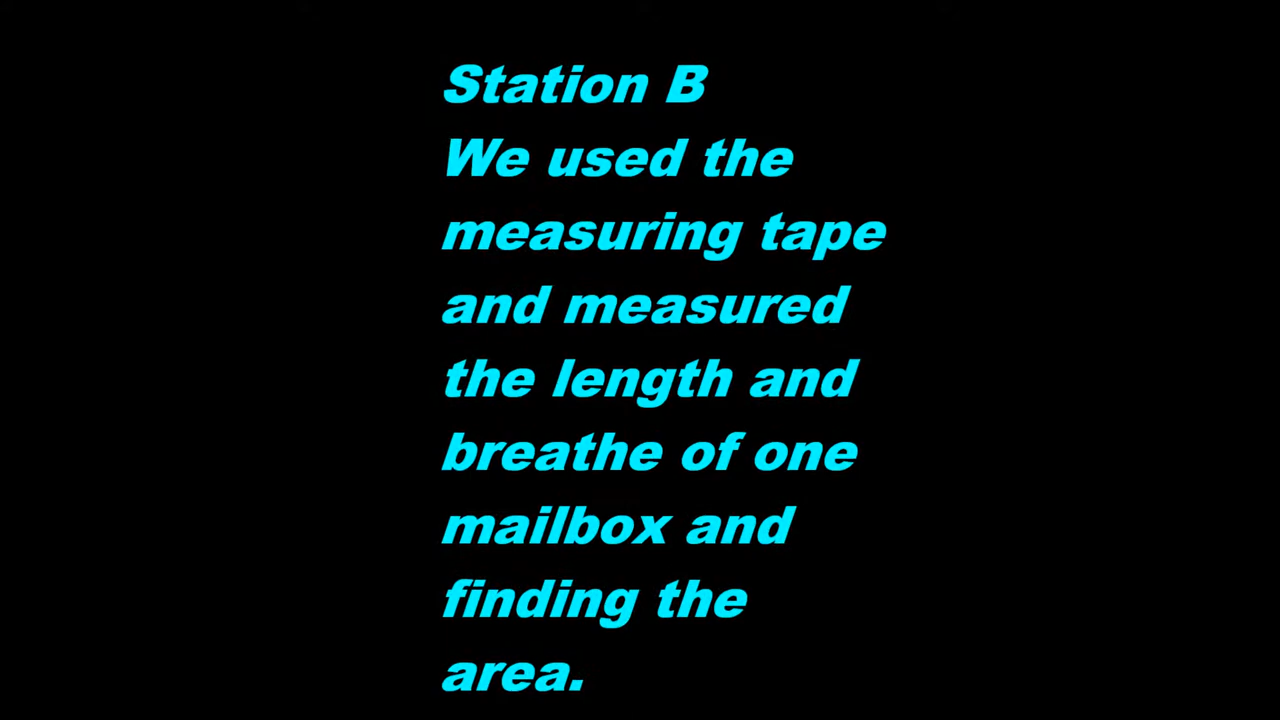 Station B
We used the
measuring tape
and measured
the length and
breathe of one
mailbox and
finding the
area.